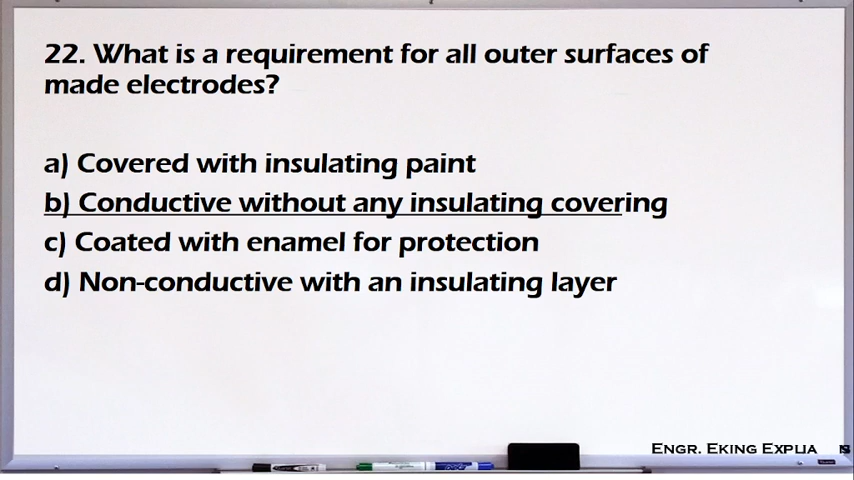 22. What is a requirement for all outer surfaces of
made electrodes?
a) Covered with insulating paint
b) Conductive without any insulating covering
c) Coated with enamel for protection
d) Non-conductive with an insulating layer
Engr. Eking